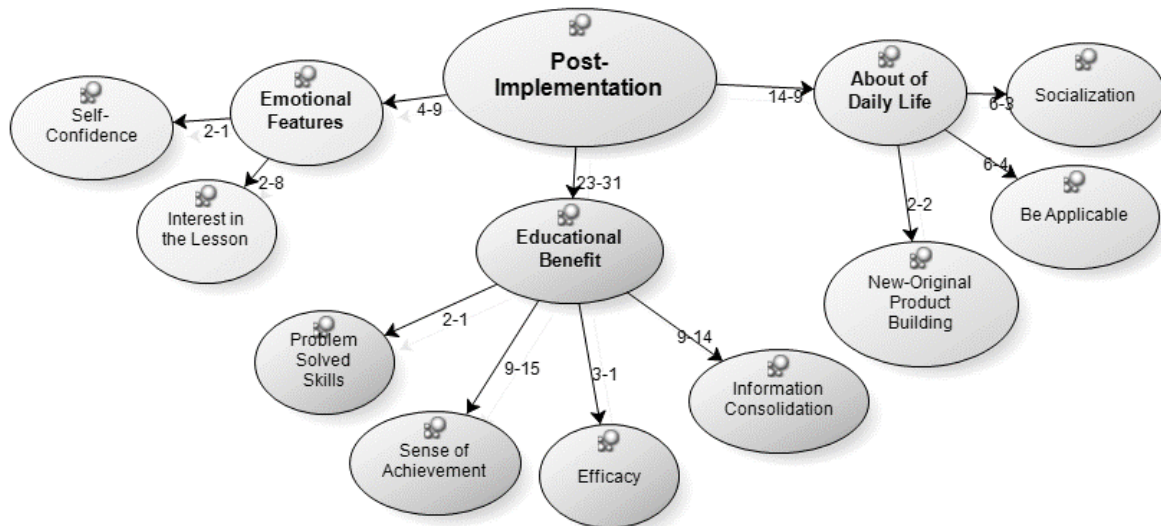 Post-
Implementation
4-9
14-9
23-31
Emotional
Features
2-1
2-8
Self-
Confidence
Interest in
the Lesson
About of
Daily Life
6-3
6-4
2-2
Socialization
Be Applicable
New-Original
Product
Building
Educational
Benefit
2-1
9-15
3-1
9-14
Problem
Solved
Skills
Sense of
Achievement
Efficacy
Information
Consolidation